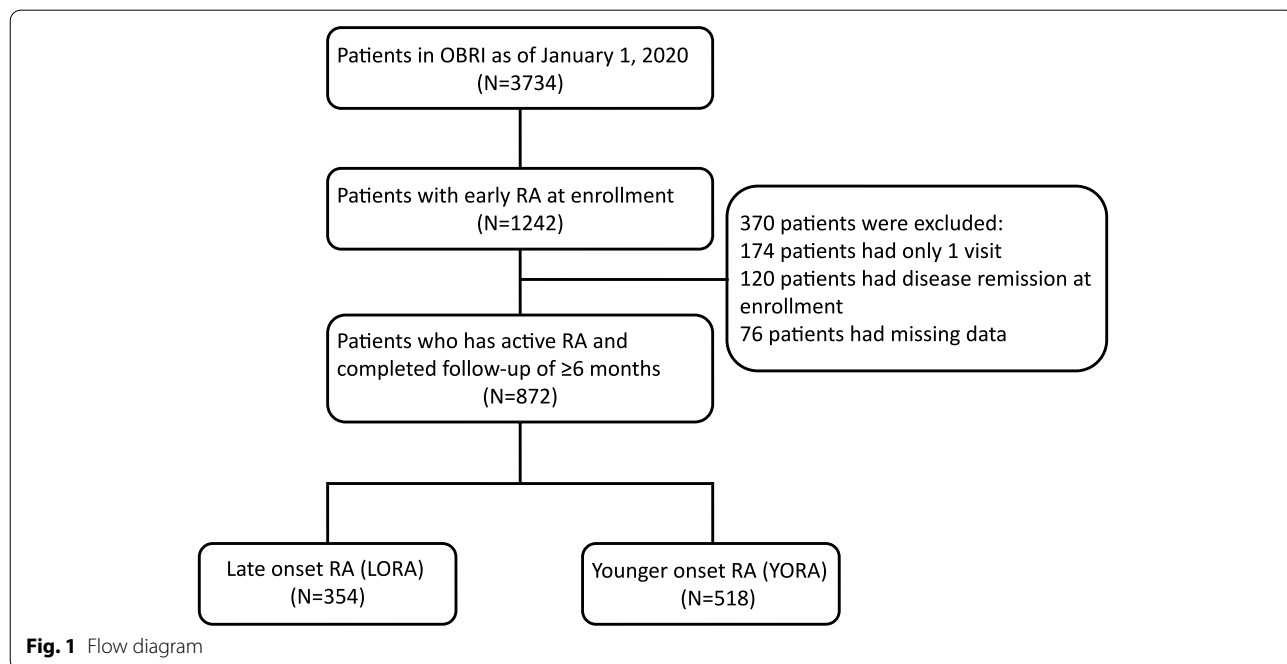 Patients in OBRI as of January 1, 2020
(N=3734)
Patients with early RA at enrollment
(N=1242)
370 patients were excluded:
174 patients had only 1 visit
120 patients had disease remission at
enrollment
76 patients had missing data
Patients who has active RA and
completed follow-up of ≥6 months
(N=872)
Late onset RA (LORA)
(N=354)
Younger onset RA (YORA)
(N=518)
Fig. 1 Flow diagram